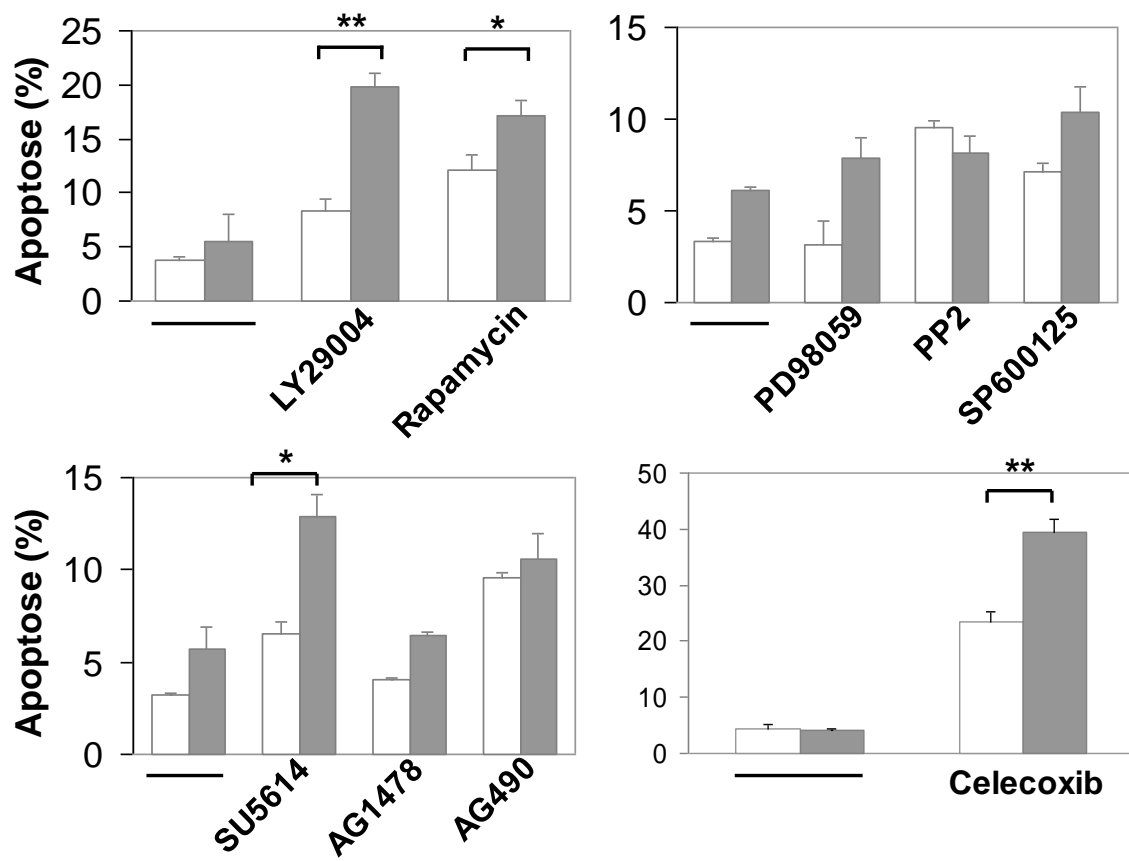 Apoptose (%)
25
20
15
10
5
0
**
*
LY29004
Rapamycin
15
10
5
0
PD98059
PP2
SP600125
Apoptose (%)
15
10
5
0
*
SU5614
AG1478
AG490
50
40
30
20
10
0
**
Celecoxib